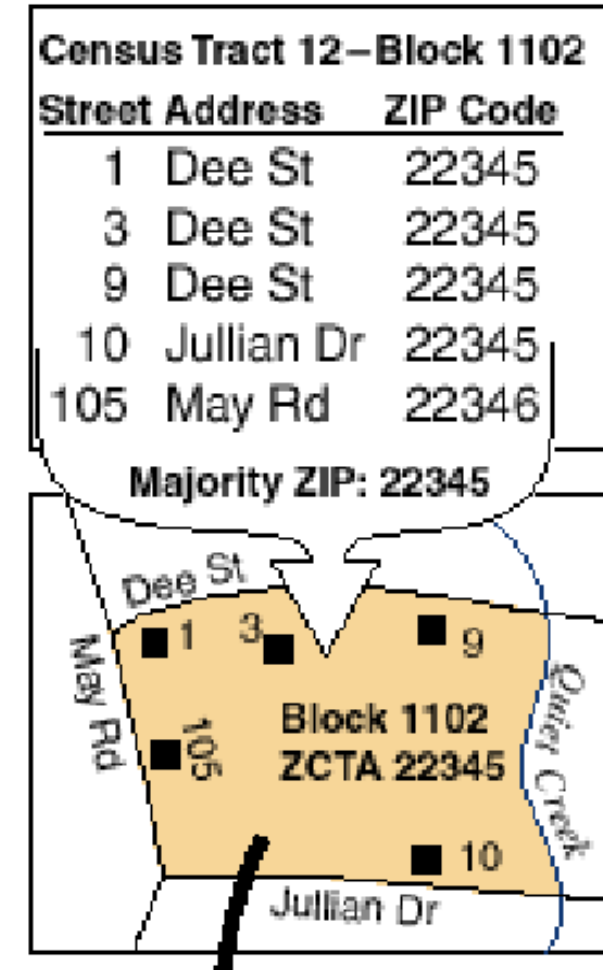 Census Tract 12–Block 1102
Street Address ZIP Code
1 Dee St 22345
3 Dee St 22345
9 Dee St 22345
10 Jullian Dr 22345
105 May Rd 22346
Majority ZIP: 22345
Dee St
1
3
9
May Rd
105
Block 1102
ZCTA 22345
Quiet Creek
10
Jullian Dr